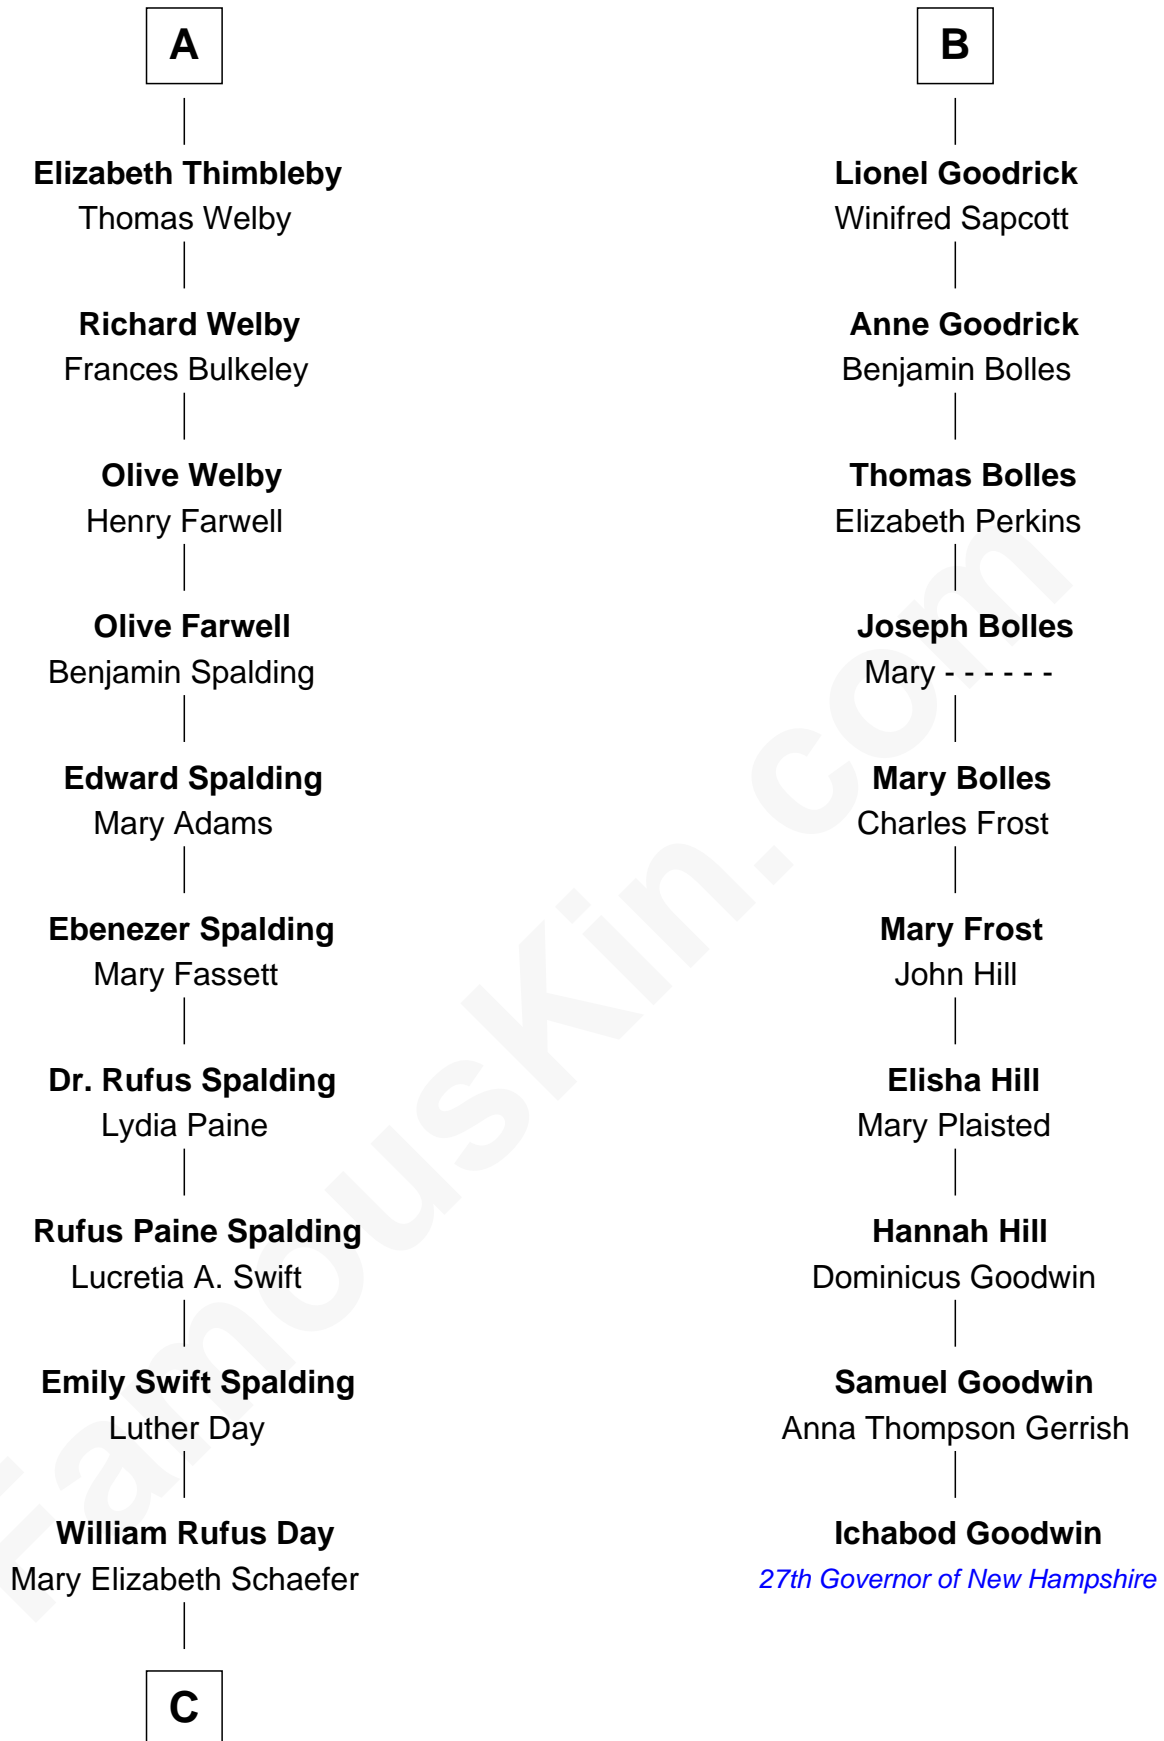 A
Elizabeth Thimbleby
Thomas Welby
Richard Welby
Frances Bulkeley
Olive Welby
Henry Farwell
Olive Farwell
Benjamin Spalding
Edward Spalding
Mary Adams
Ebenezer Spalding
Mary Fassett
Dr. Rufus Spalding
Lydia Paine
Rufus Paine Spalding
Lucretia A. Swift
Emily Swift Spalding
Luther Day
William Rufus Day
Mary Elizabeth Schaefer
C
B
Lionel Goodrick
Winifred Sapcott
Anne Goodrick
Benjamin Bolles
Thomas Bolles
Elizabeth Perkins
Joseph Bolles
Mary - - - - - -
Mary Bolles
Charles Frost
Mary Frost
John Hill
Elisha Hill
Mary Plaisted
Hannah Hill
Dominicus Goodwin
Samuel Goodwin
Anna Thompson Gerrish
Ichabod Goodwin
27th Governor of New Hampshire
FamousKin.com